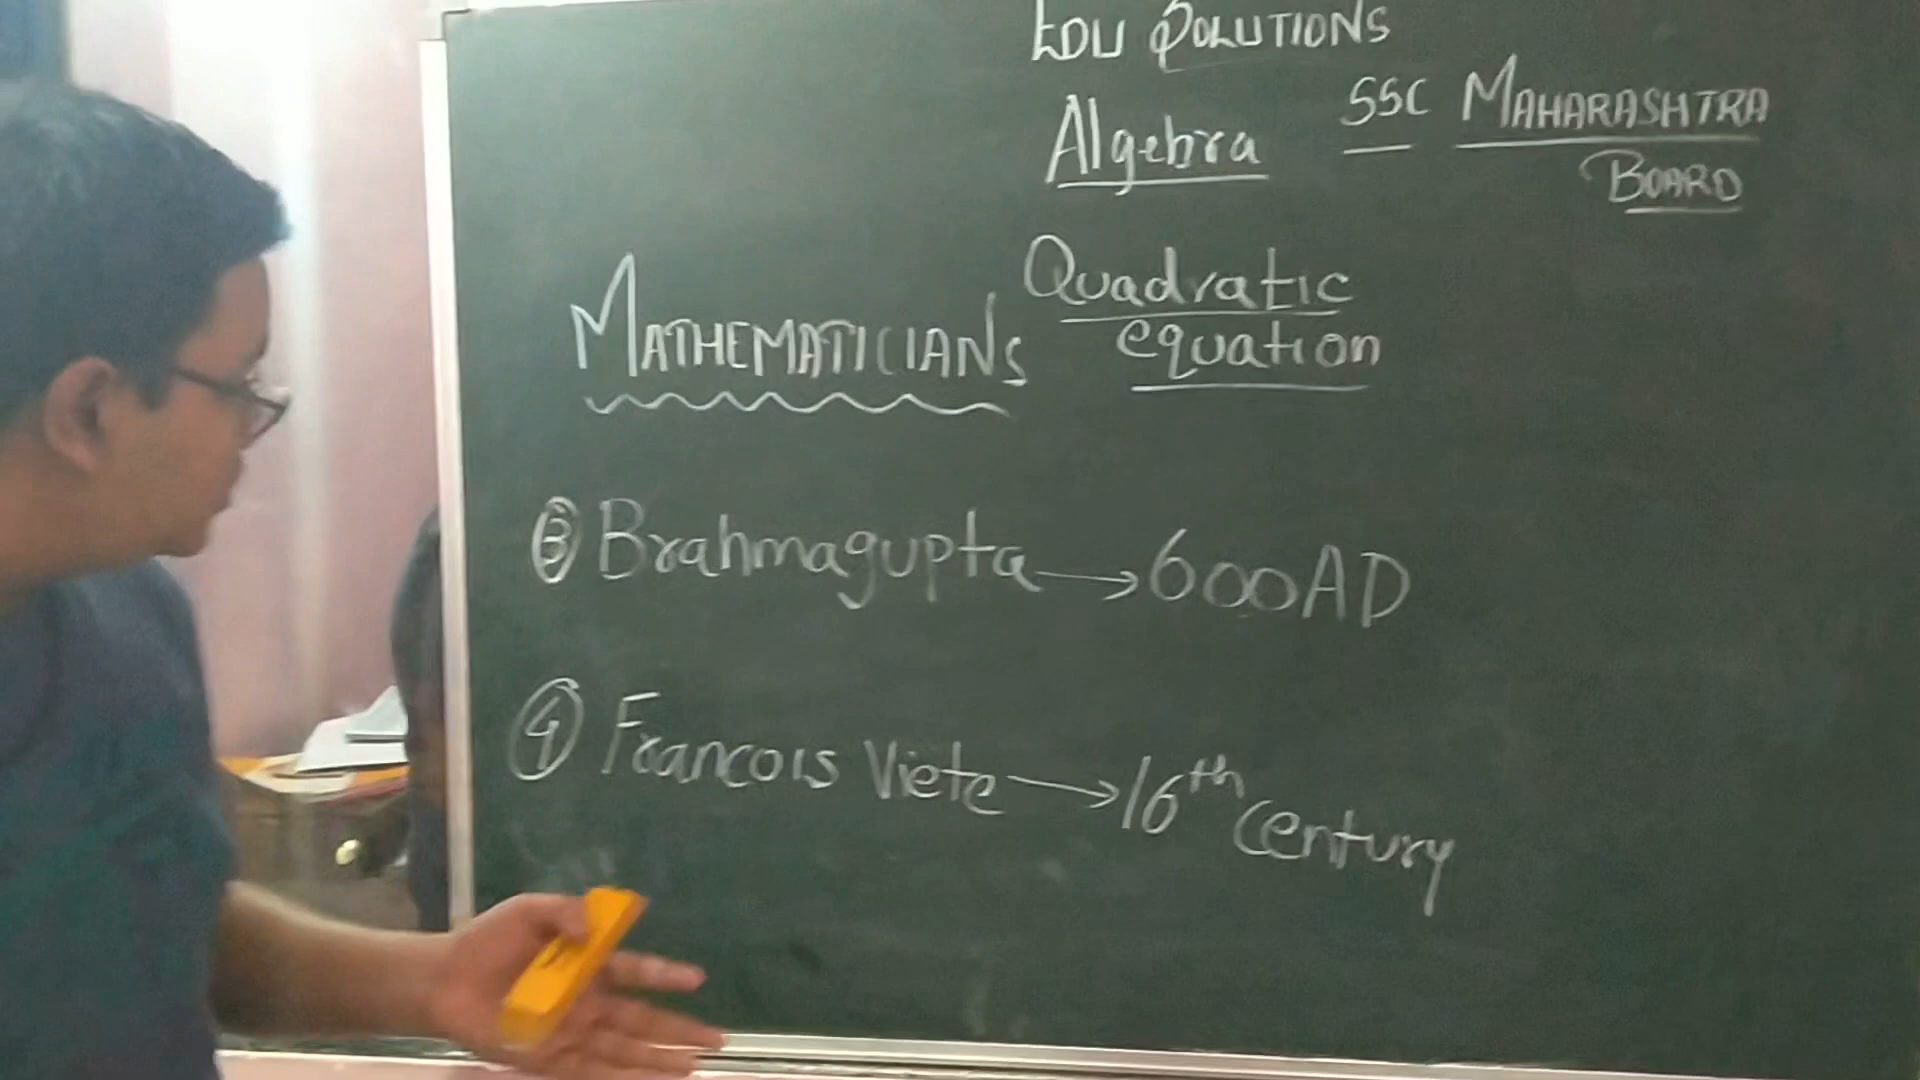 EDU SOLUTIONS
Algebra
SSC MAHARASHTRA
BOARD
MATHEMATICIANS
Quadratic
equation
③ Brahmagupta → 600AD
④ Francois Viete → 16th
century